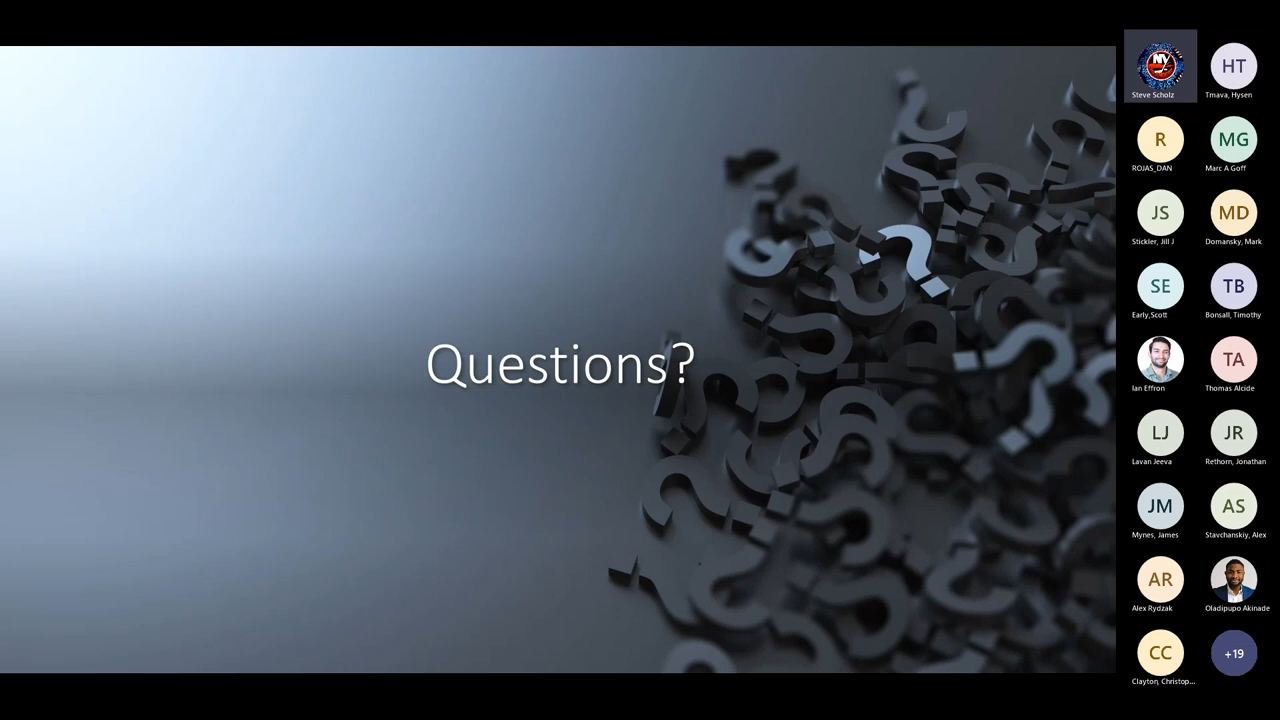 Questions?
NY
Steve Scholz
HT
Tmava, Hysen
R
ROJAS_DAN
MG
Marc A Goff
JS
Stickler, Jill J
MD
Domansky, Mark
SE
Early,Scott
TB
Bonsall, Timothy
Ian Effron
TA
Thomas Alcide
LJ
Lavan Jeeva
JR
Rethorn, Jonathan
JM
Mynes, James
AS
Stavchanskiy, Alex
AR
Alex Rydzak
Oladipupo Akinade
CC
Clayton, Christop...
+19